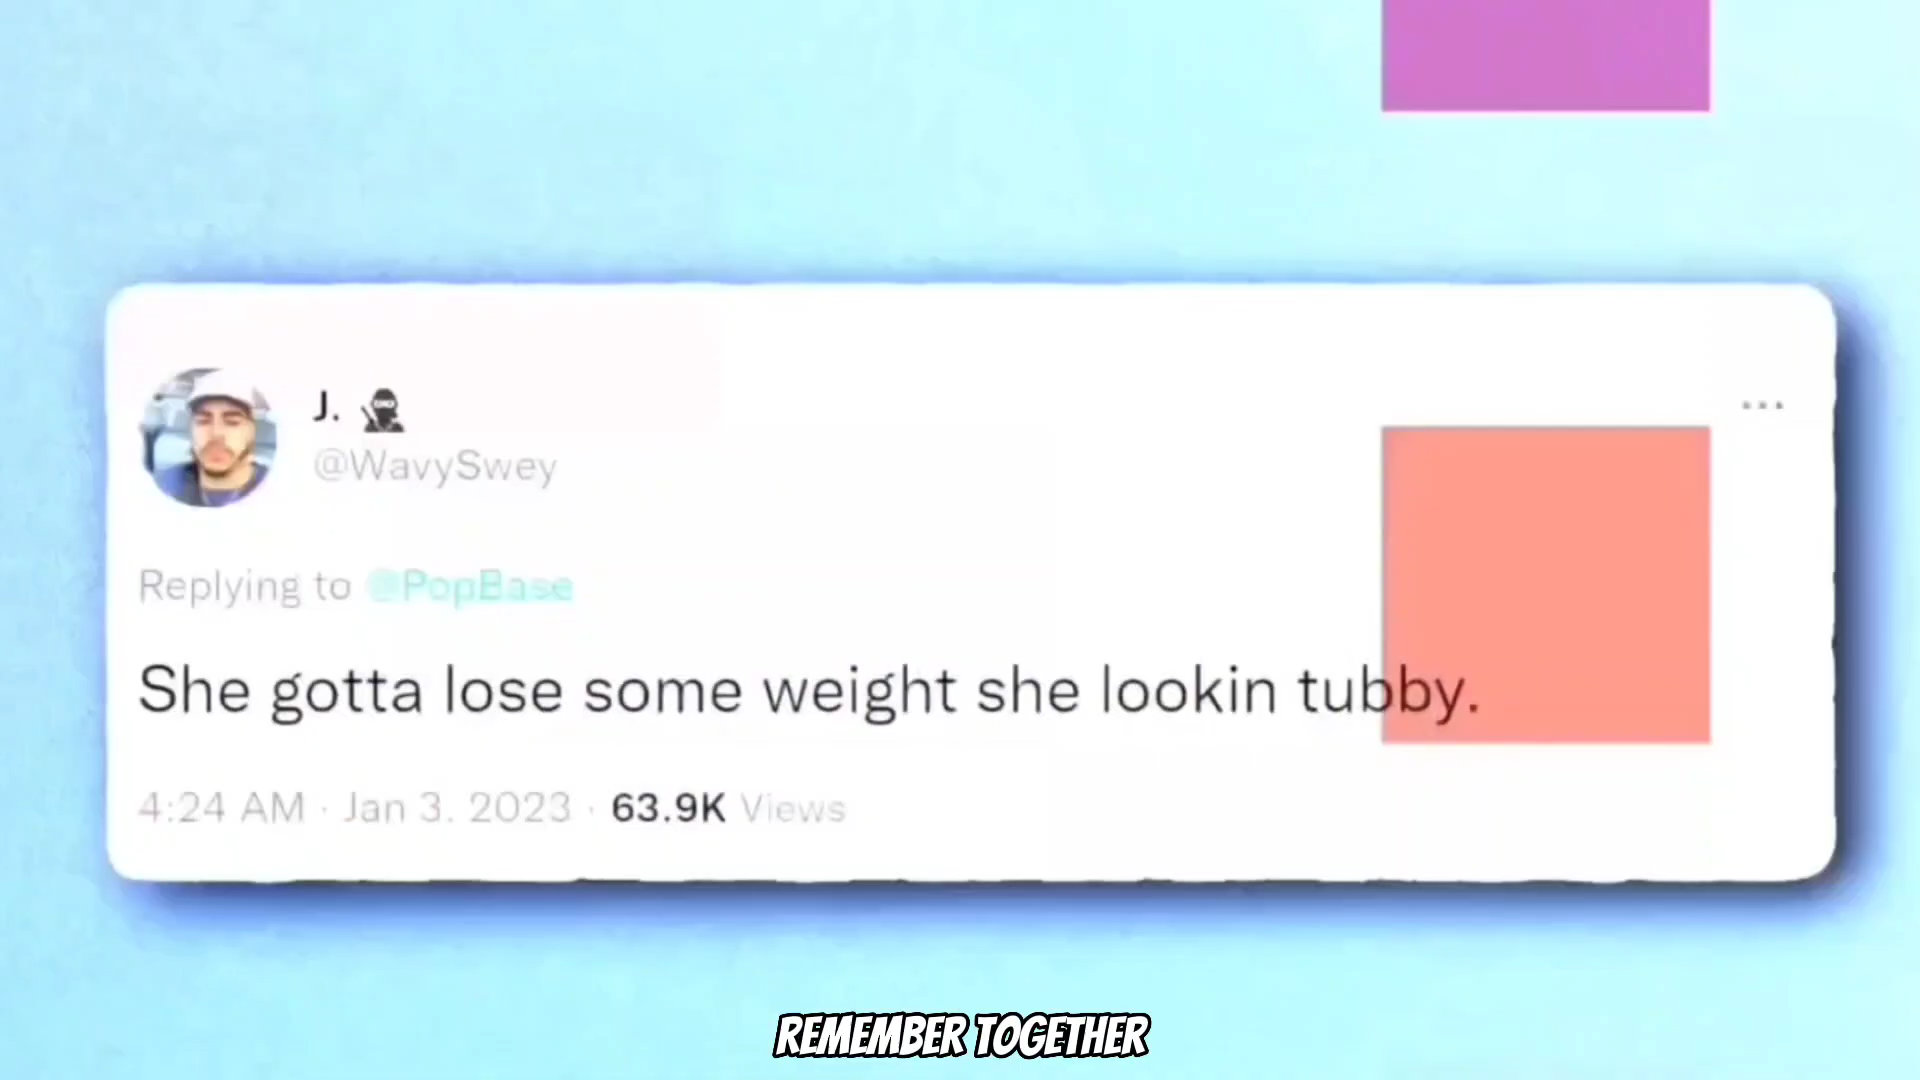 J.
@WavySwey
Replying to @PopBase
She gotta lose some weight she lookin tubby.
4:24 AM · Jan 3. 2023 · 63.9K Views
REMEMBER TOGETHER